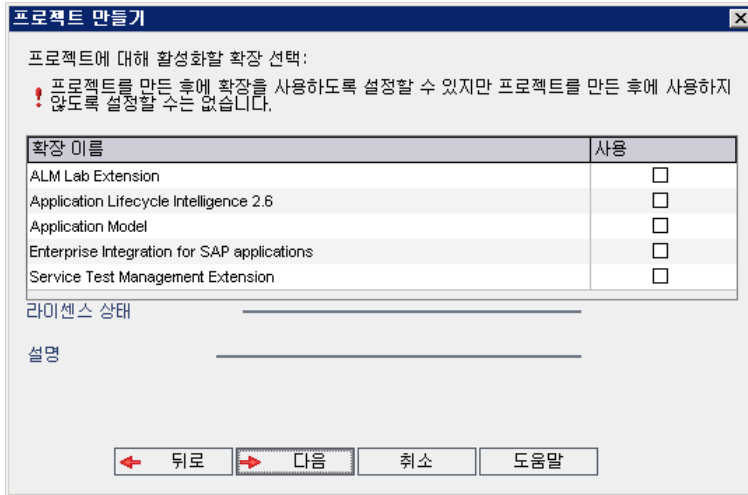 프로젝트 만들기
프로젝트에 대해 활성화할 확장 선택:
프로젝트를 만든 후에 확장을 사용하도록 설정할 수 있지만 프로젝트를 만든 후에 사용하지
않도록 설정할 수는 없습니다.
확장 이름 사용
ALM Lab Extension
Application Lifecycle Intelligence 2.6
Application Model
Enterprise Integration for SAP applications
Service Test Management Extension
라이센스 상태
설명
뒤로 다음 취소 도움말